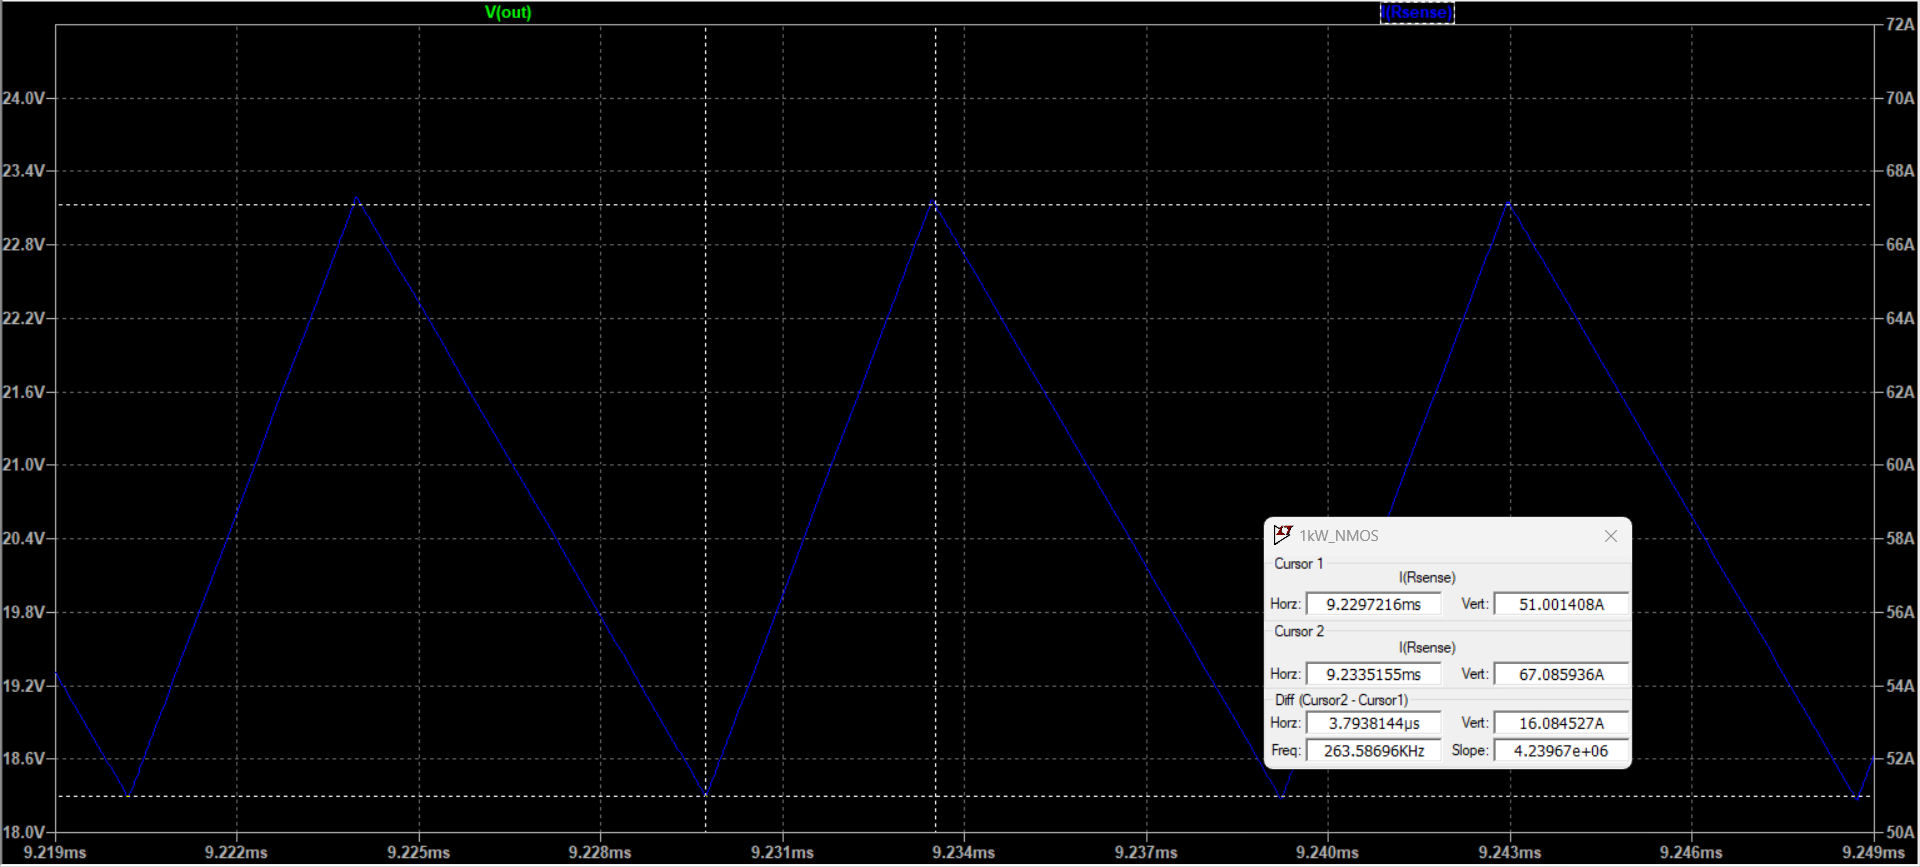 V(out)
I(Rsense)
24.0V
23.4V
22.8V
22.2V
21.6V
21.0V
20.4V
19.8V
19.2V
18.6V
18.0V
72A
70A
68A
66A
64A
62A
60A
58A
56A
54A
52A
50A
9.219ms 9.222ms 9.225ms 9.228ms 9.231ms 9.234ms 9.237ms 9.240ms 9.243ms 9.246ms 9.249ms
1kW_NMOS
Cursor 1
I(Rsense)
Horz: 9.2297216ms Vert: 51.001408A
Cursor 2
I(Rsense)
Horz: 9.2335155ms Vert: 67.085936A
Diff (Cursor2 - Cursor1)
Horz: 3.7938144µs Vert: 16.084527A
Freq: 263.58696KHz Slope: 4.23967e+06